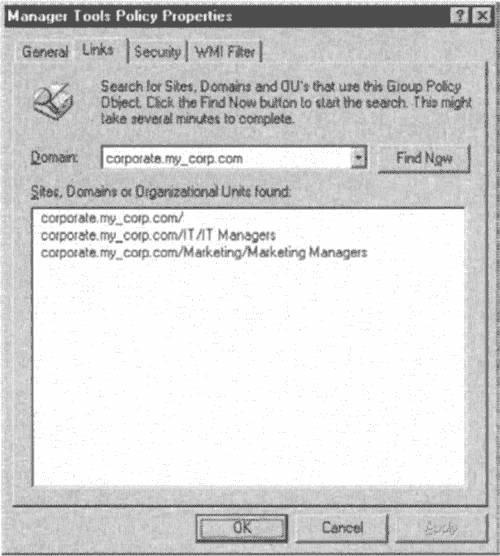 Manager Tools Policy Properties
General Links Security WMI Filter
Search for Sites, Domains and OU's that use this Group Policy
Object. Click the Find Now button to start the search. This might
take several minutes to complete.
Domain: corporate.my_corp.com Find Now
Sites, Domains or Organizational Units found:
corporate.my_corp.com/
corporate.my_corp.com/IT/IT Managers
corporate.my_corp.com/Marketing/Marketing Managers
OK Cancel Apply